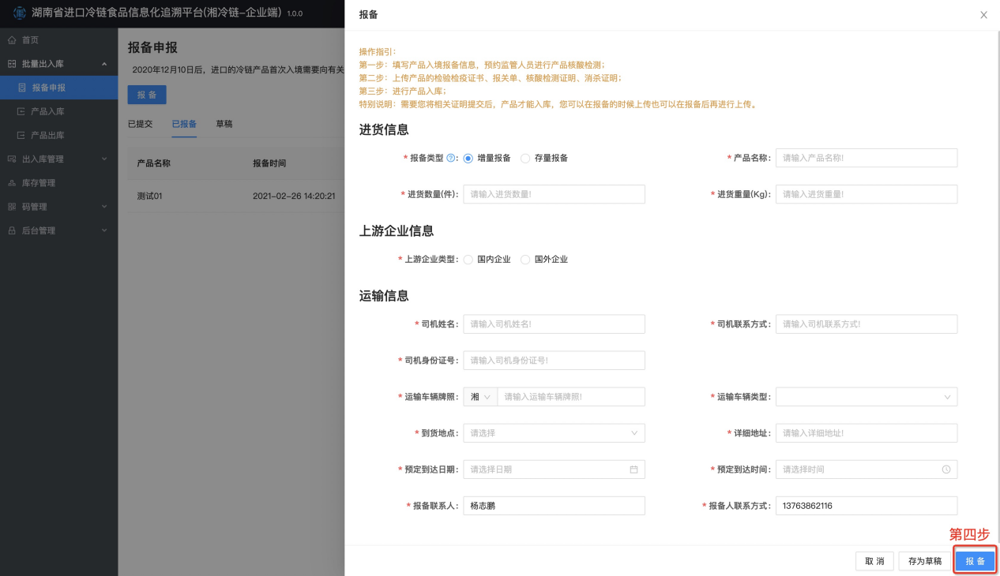 湖南省进口冷链食品信息化追溯平台(湘冷链-企业端) 1.0.0
首页
批量出入库
报备申报
产品入库
产品出库
出入库管理
库存管理
码管理
后台管理
报备申报
2020年12月10日后，进口的冷链产品首次入境需要向有关
报 备
已提交 已报备 草稿
产品名称 报备时间
测试01 2021-02-26 14:20:21
报备
操作指引：
第一步：填写产品入境报备信息，预约监管人员进行产品核酸检测；
第二步：上传产品的检验检疫证书、报关单、核酸检测证明、消杀证明；
第三步：进行产品入库；
特别说明：需要您将相关证明提交后，产品才能入库，您可以在报备的时候上传也可以在报备后再进行上传。
进货信息
* 报备类型 ?: 增量报备 存量报备 * 产品名称: 请输入产品名称!
* 进货数量(件): 请输入进货数量! * 进货重量(Kg): 请输入进货重量!
上游企业信息
* 上游企业类型: 国内企业 国外企业
运输信息
* 司机姓名: 请输入司机姓名! * 司机联系方式: 请输入司机联系方式!
* 司机身份证号: 请输入司机身份证号!
* 运输车辆牌照: 湘 请输入运输车辆牌照! * 运输车辆类型:
* 到货地点: 请选择 * 详细地址: 请输入详细地址!
* 预定到达日期: 请选择日期 * 预定到达时间: 请选择时间
* 报备联系人: 杨志鹏 * 报备人联系方式: 13763862116
第四步
取 消 存为草稿 报 备